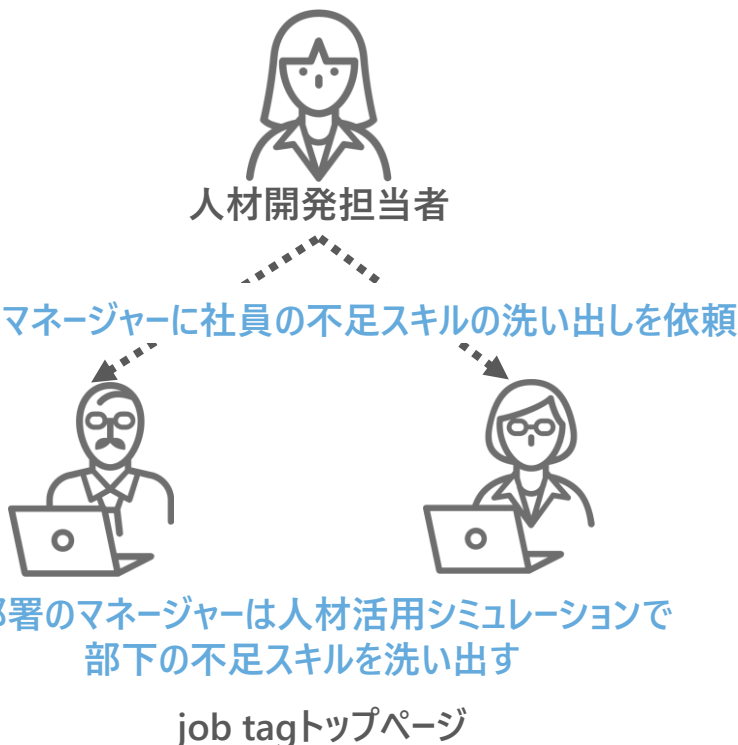 人材開発担当者
マネージャーに社員の不足スキルの洗い出しを依頼
部署のマネージャーは人材活用シミュレーションで
部下の不足スキルを洗い出す
job tagトップページ